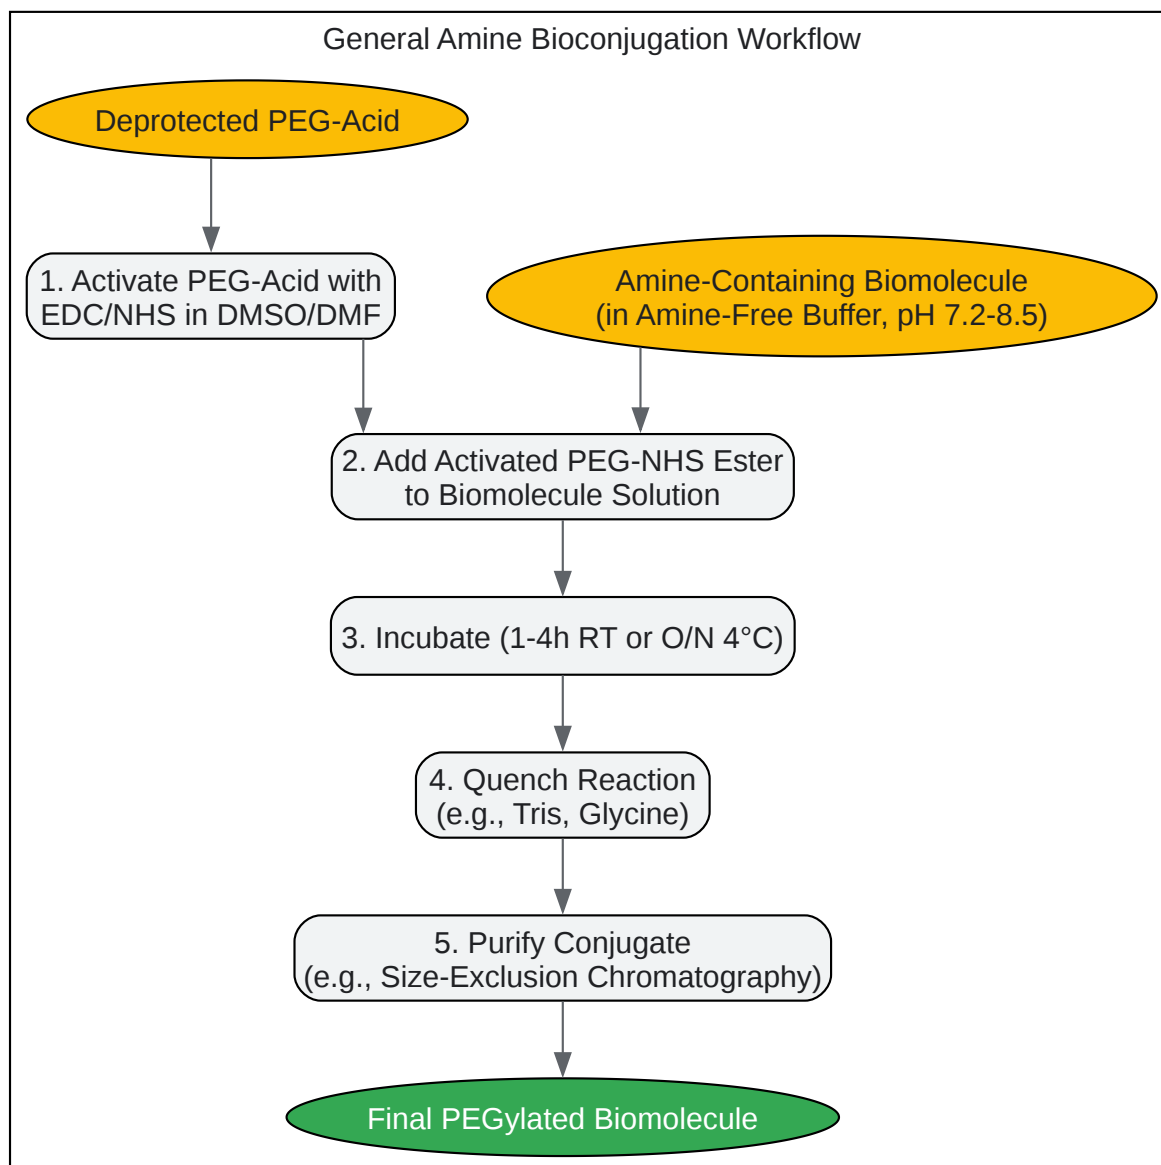 General Amine Bioconjugation Workflow
Deprotected PEG-Acid
1. Activate PEG-Acid with
EDC/NHS in DMSO/DMF
Amine-Containing Biomolecule
(in Amine-Free Buffer, pH 7.2-8.5)
2. Add Activated PEG-NHS Ester
to Biomolecule Solution
3. Incubate (1-4h RT or O/N 4°C)
4. Quench Reaction
(e.g., Tris, Glycine)
5. Purify Conjugate
(e.g., Size-Exclusion Chromatography)
Final PEGylated Biomolecule